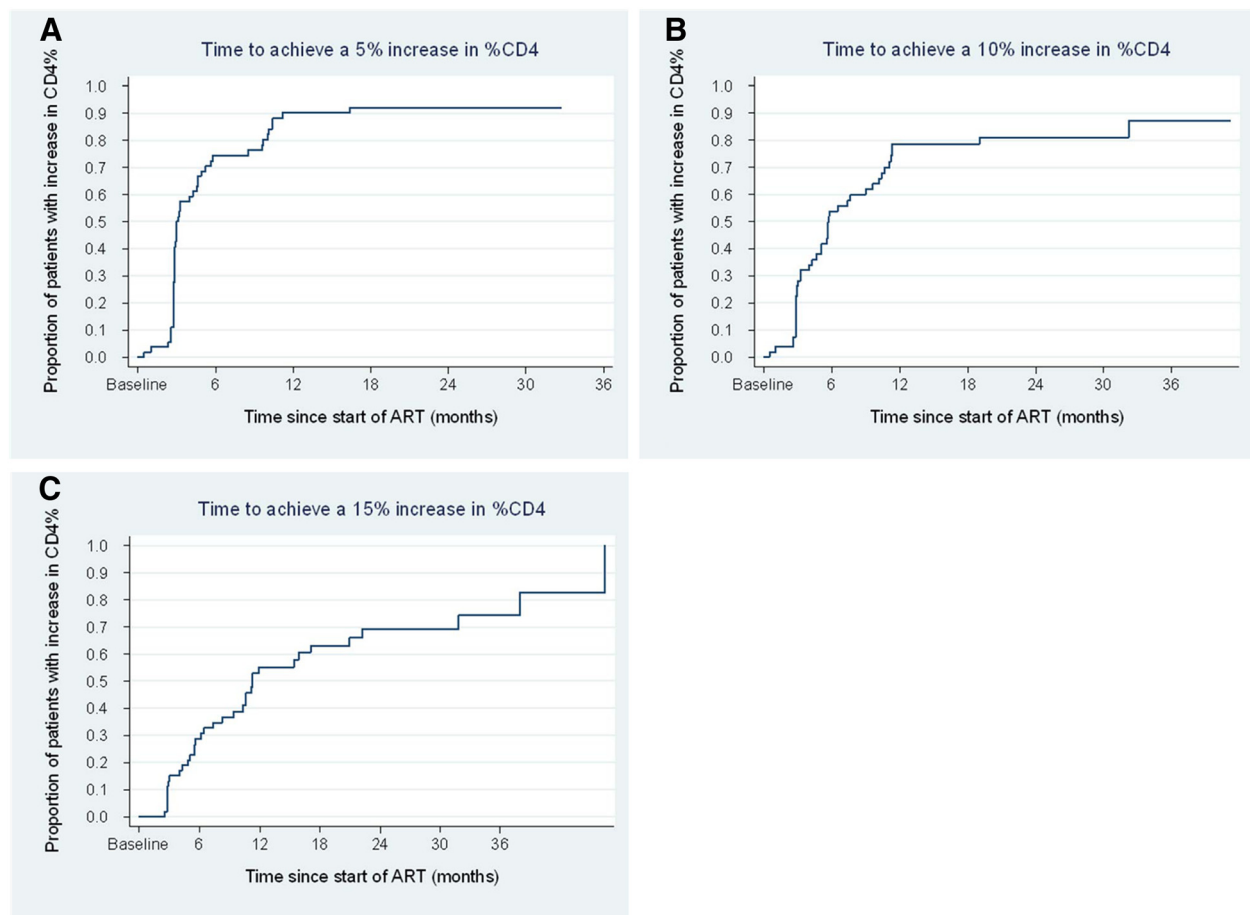 A
Time to achieve a 5% increase in %CD4
Proportion of patients with increase in CD4%
1.0
0.9
0.8
0.7
0.6
0.5
0.4
0.3
0.2
0.1
0.0
Baseline 6 12 18 24 30 36
Time since start of ART (months)
B
Time to achieve a 10% increase in %CD4
Proportion of patients with increase in CD4%
1.0
0.9
0.8
0.7
0.6
0.5
0.4
0.3
0.2
0.1
0.0
Baseline 6 12 18 24 30 36
Time since start of ART (months)
C
Time to achieve a 15% increase in %CD4
Proportion of patients with increase in CD4%
1.0
0.9
0.8
0.7
0.6
0.5
0.4
0.3
0.2
0.1
0.0
Baseline 6 12 18 24 30 36
Time since start of ART (months)